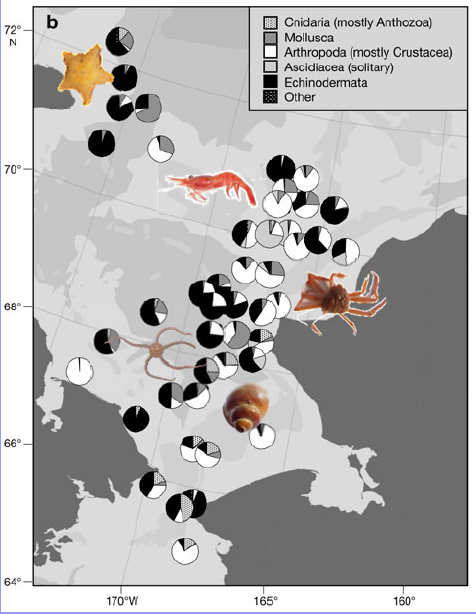 b
72°
N
70°
68°
66°
64°
170°W
165°
160°
Cnidaria (mostly Anthozoa)
Mollusca
Arthropoda (mostly Crustacea)
Ascidiacea (solitary)
Echinodermata
Other